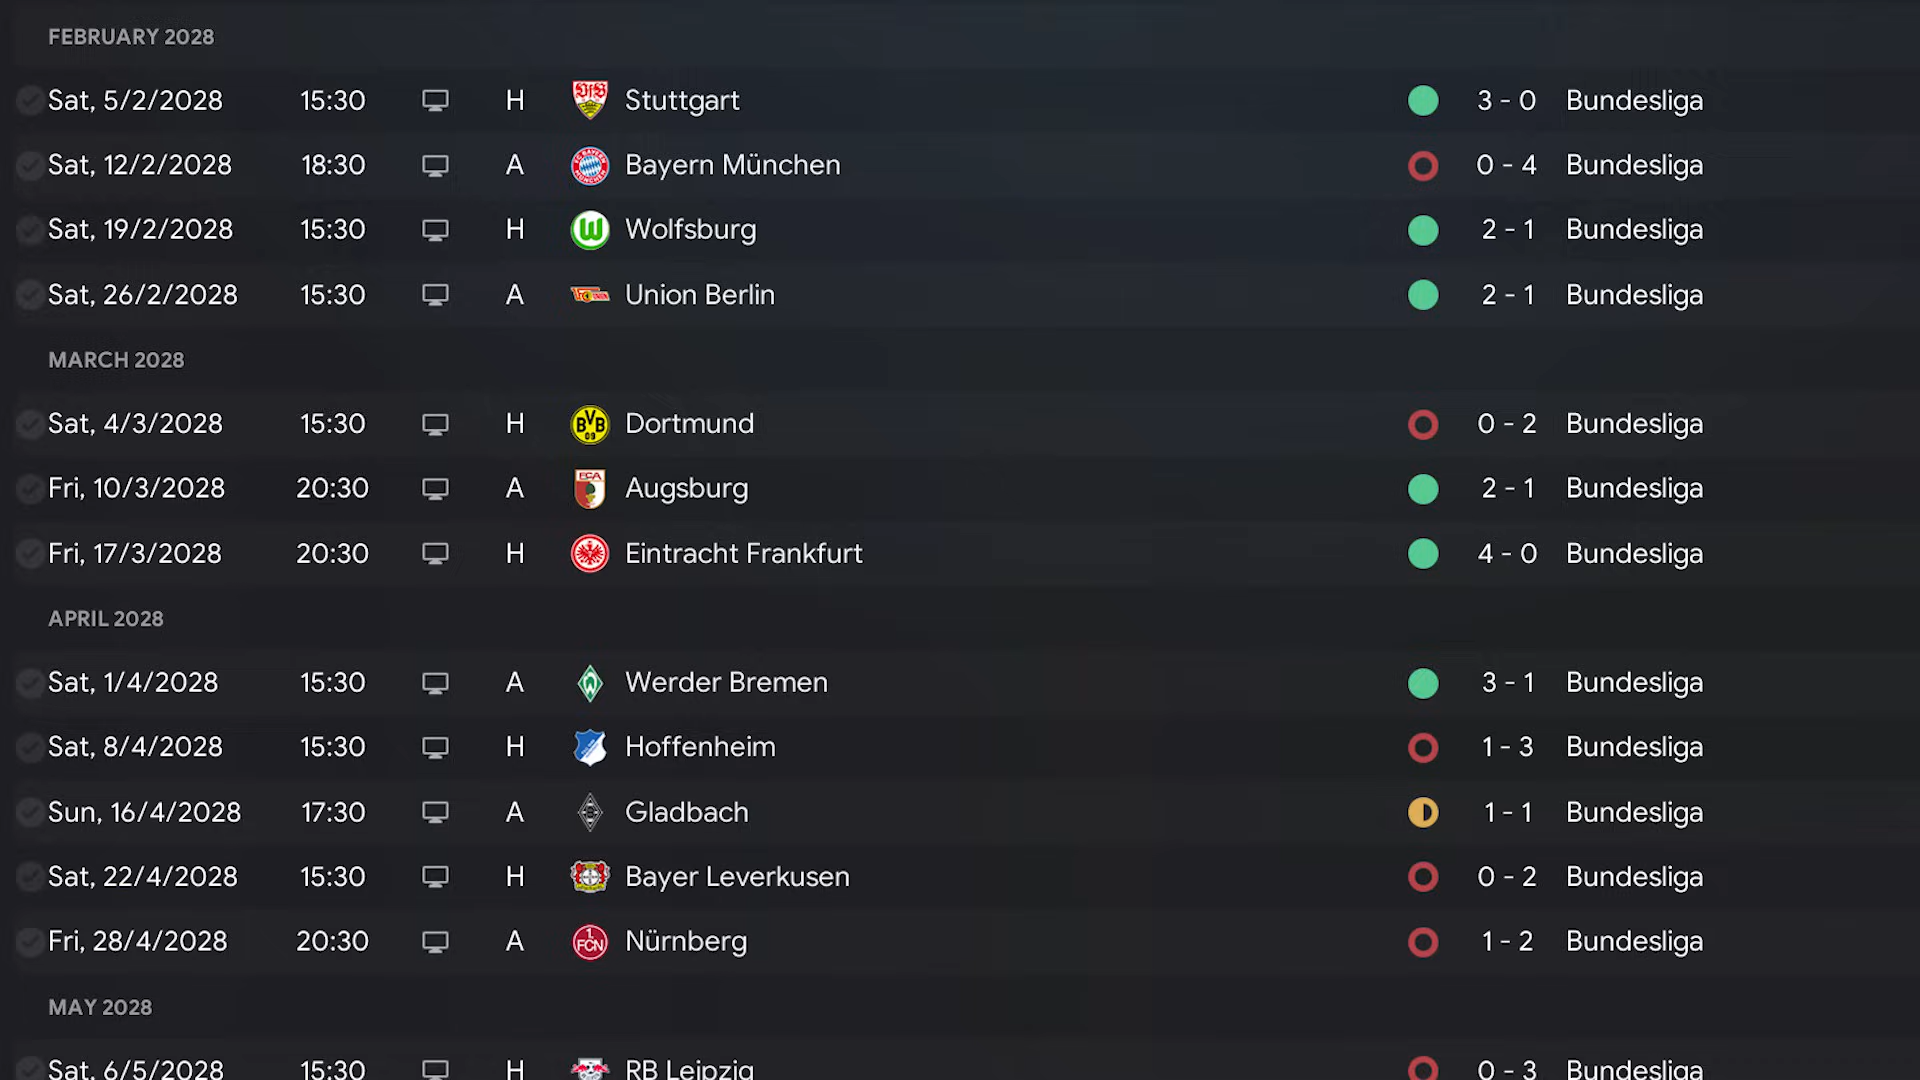 FEBRUARY 2028
Sat, 5/2/2028 15:30 H Stuttgart 3 - 0 Bundesliga
Sat, 12/2/2028 18:30 A Bayern München 0 - 4 Bundesliga
Sat, 19/2/2028 15:30 H Wolfsburg 2 - 1 Bundesliga
Sat, 26/2/2028 15:30 A Union Berlin 2 - 1 Bundesliga
MARCH 2028
Sat, 4/3/2028 15:30 H Dortmund 0 - 2 Bundesliga
Fri, 10/3/2028 20:30 A Augsburg 2 - 1 Bundesliga
Fri, 17/3/2028 20:30 H Eintracht Frankfurt 4 - 0 Bundesliga
APRIL 2028
Sat, 1/4/2028 15:30 A Werder Bremen 3 - 1 Bundesliga
Sat, 8/4/2028 15:30 H Hoffenheim 1 - 3 Bundesliga
Sun, 16/4/2028 17:30 A Gladbach 1 - 1 Bundesliga
Sat, 22/4/2028 15:30 H Bayer Leverkusen 0 - 2 Bundesliga
Fri, 28/4/2028 20:30 A Nürnberg 1 - 2 Bundesliga
MAY 2028
Sat, 6/5/2028 15:30 H RB Leipzig 0 - 3 Bundesliga